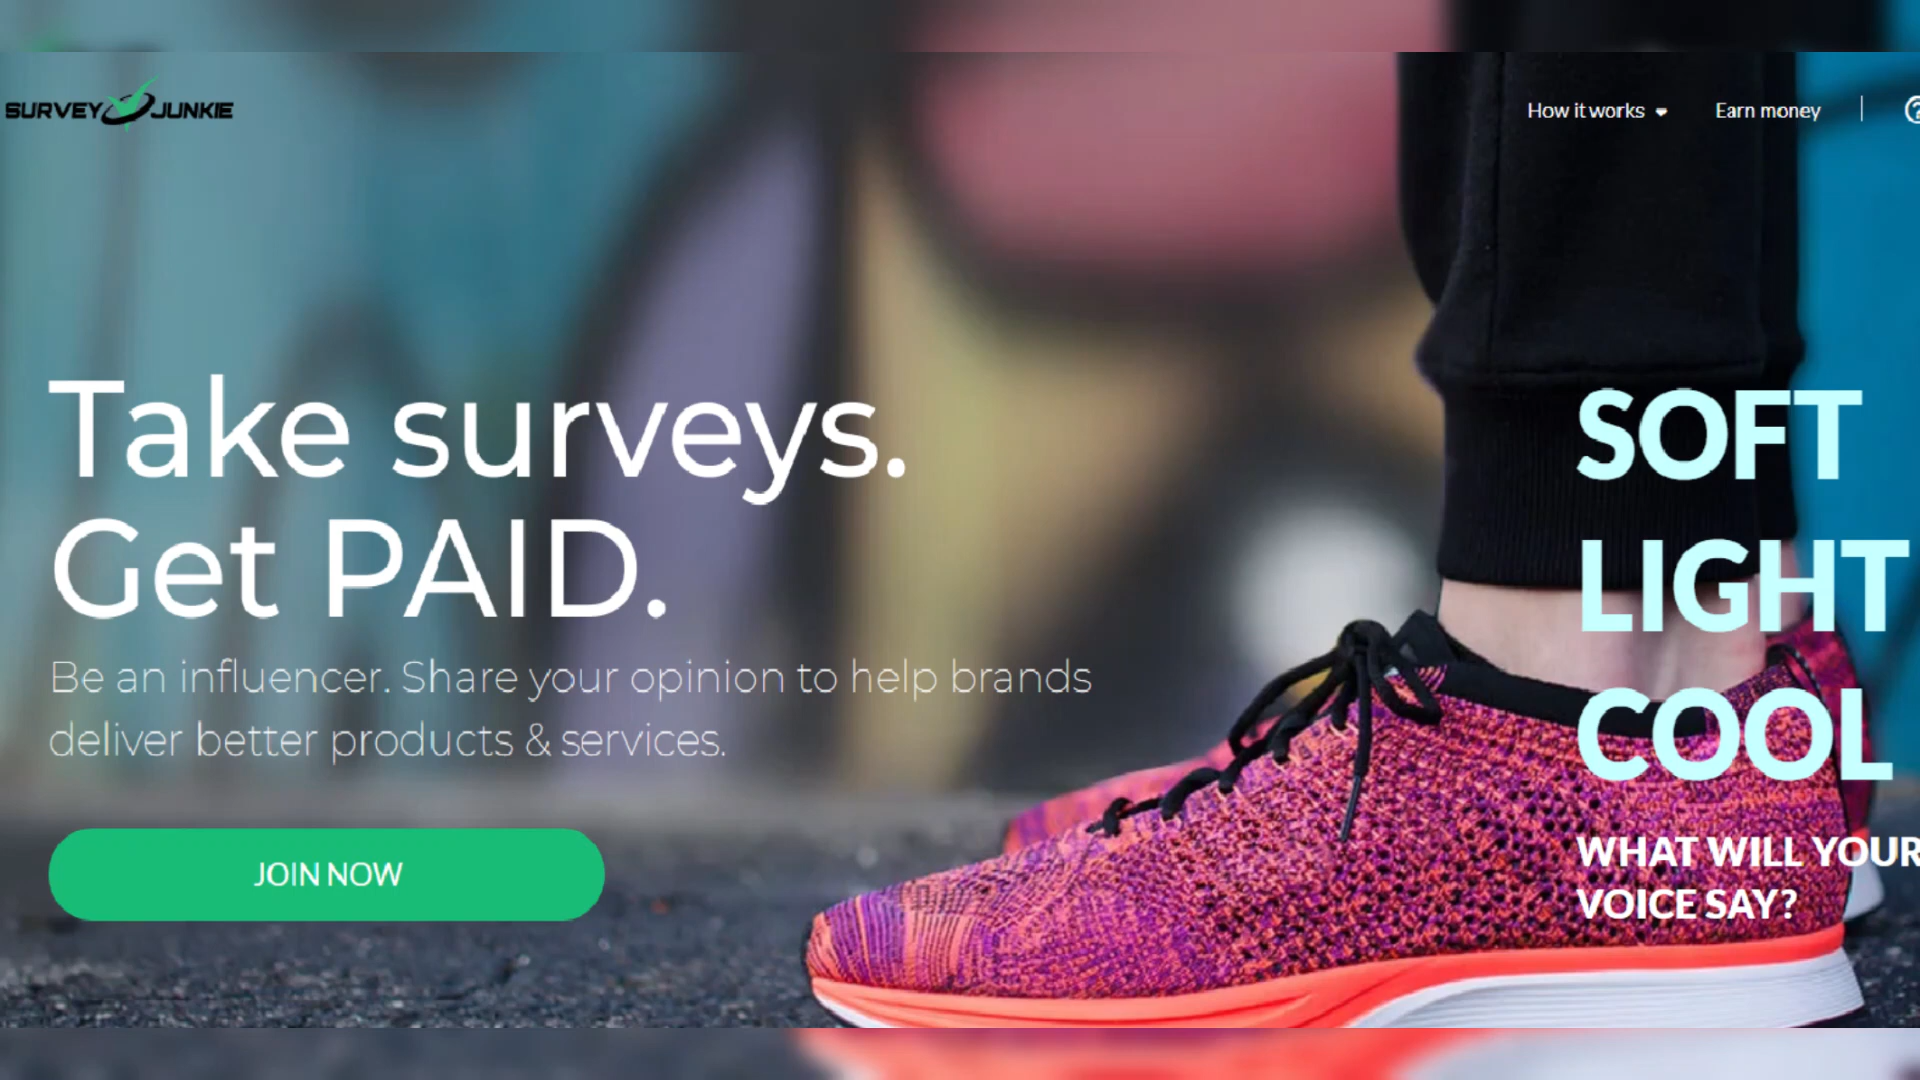 SURVEY JUNKIE
How it works
Earn money
Take surveys.
Get PAID.
Be an influencer. Share your opinion to help brands
deliver better products & services.
JOIN NOW
SOFT
LIGHT
COOL
WHAT WILL YOUR
VOICE SAY?